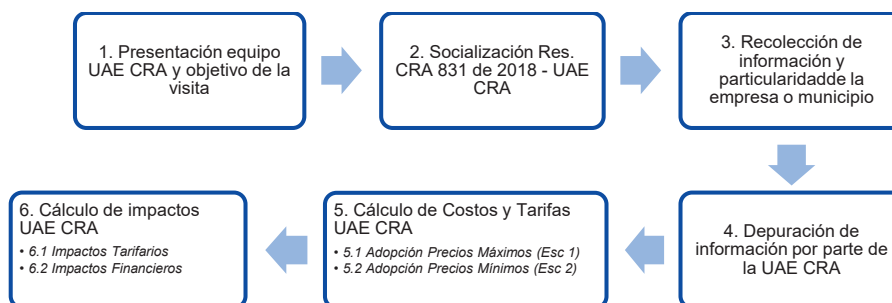 1. Presentación equipo
UAE CRA y objetivo de la
visita
2. Socialización Res.
CRA 831 de 2018 - UAE
CRA
3. Recolección de
información y
particularidadde la
empresa o municipio
4. Depuración de
información por parte de
la UAE CRA
5. Cálculo de Costos y Tarifas
UAE CRA
• 5.1 Adopción Precios Máximos (Esc 1)
• 5.2 Adopción Precios Mínimos (Esc 2)
6. Cálculo de impactos
UAE CRA
• 6.1 Impactos Tarifarios
• 6.2 Impactos Financieros